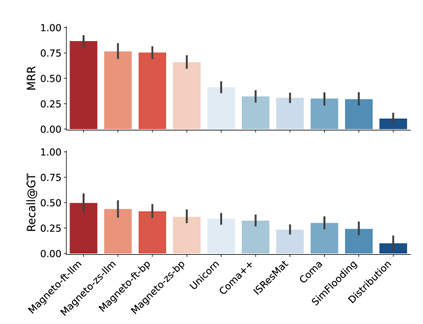 1.00
0.75
0.50
0.25
0.00
MRR
1.00
0.75
0.50
0.25
0.00
Recall@GT
Magneto-ft-llm
Magneto-zs-llm
Magneto-ft-bp
Magneto-zs-bp
Unicorn
Coma++
ISResMat
Coma
SimFlooding
Distribution